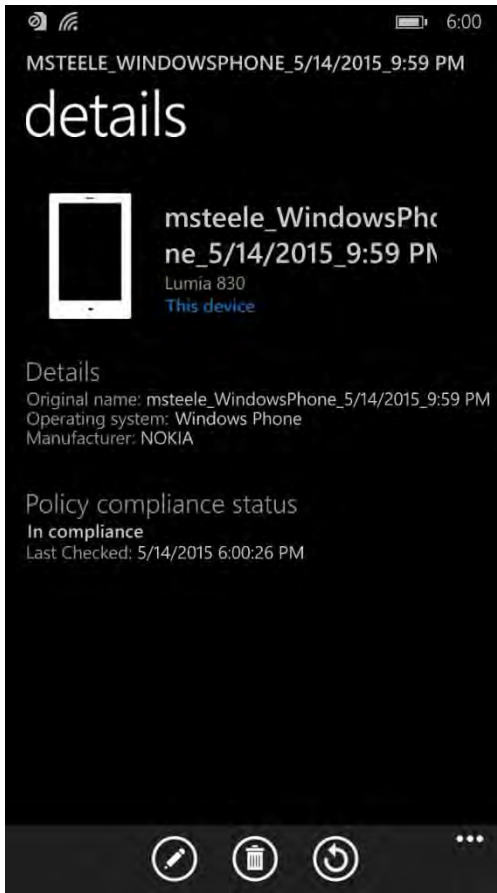 6:00
MSTEELE_WINDOWSPHONE_5/14/2015_9:59 PM
details
msteele_WindowsPho
ne_5/14/2015_9:59 PM
Lumia 830
This device
Details
Original name: msteele_WindowsPhone_5/14/2015_9:59 PM
Operating system: Windows Phone
Manufacturer: NOKIA
Policy compliance status
In compliance
Last Checked: 5/14/2015 6:00:26 PM